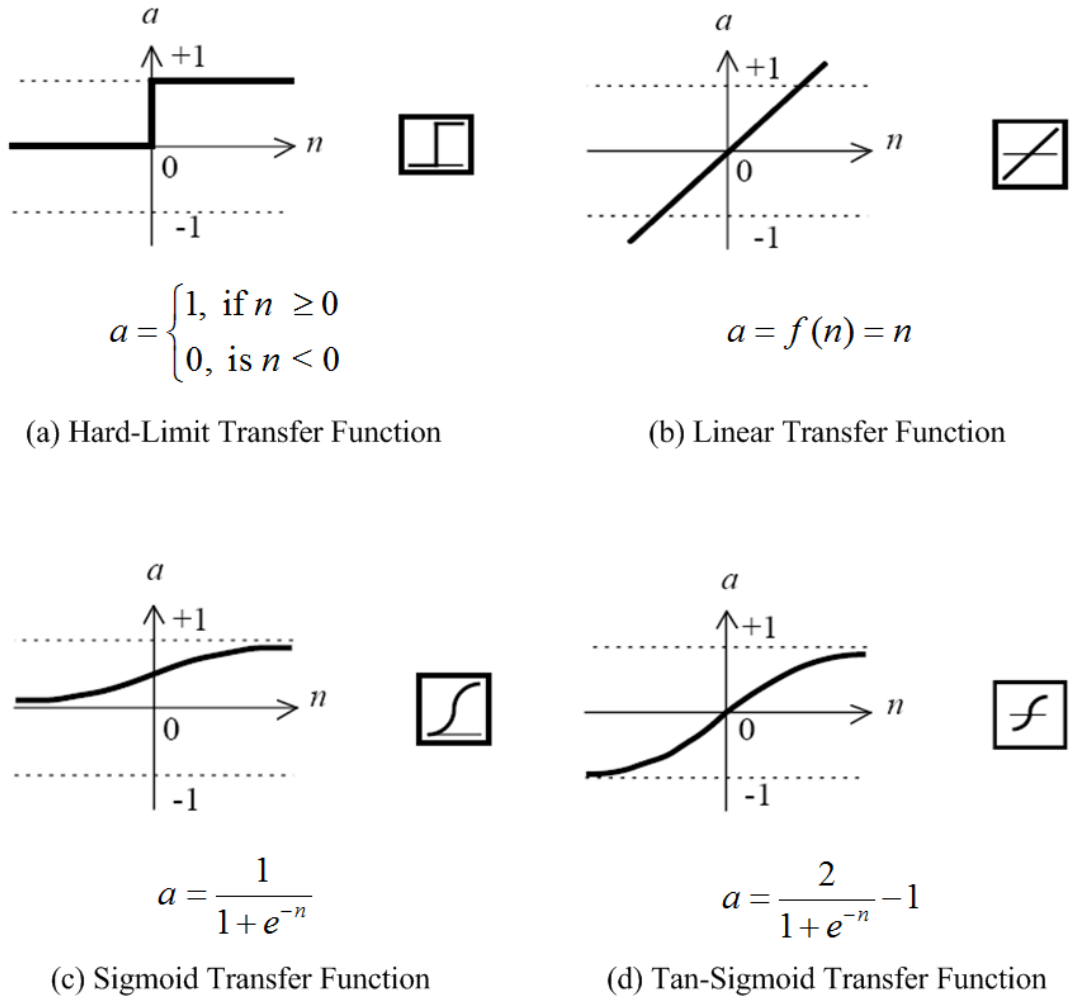 a
+1
n
0
-1
a = { 1, if n ≥ 0
0, is n < 0
(a) Hard-Limit Transfer Function
a
+1
n
0
-1
a = f(n) = n
(b) Linear Transfer Function
a
+1
n
0
-1
a = 1 / (1 + e^{-n})
(c) Sigmoid Transfer Function
a
+1
n
0
-1
a = 2 / (1 + e^{-n}) - 1
(d) Tan-Sigmoid Transfer Function